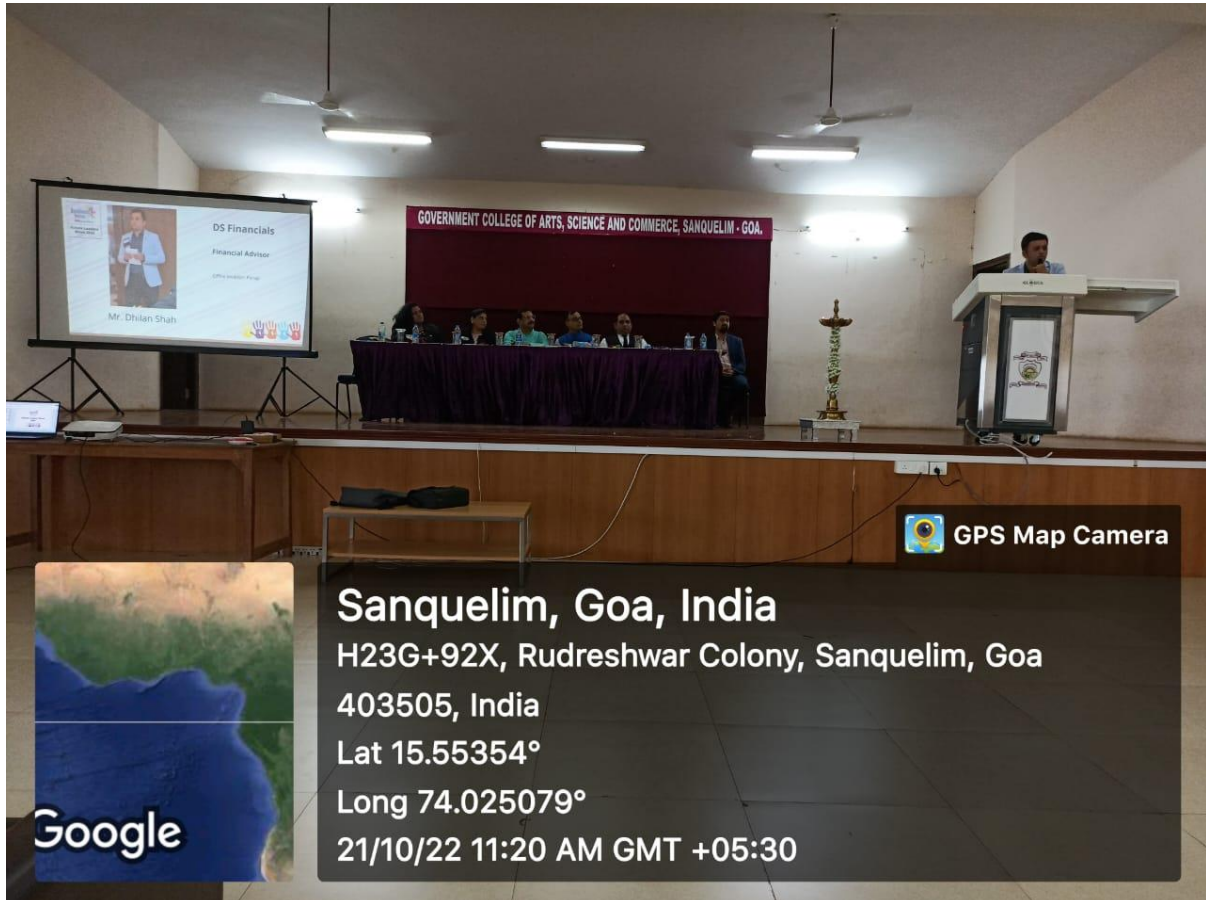 GOVERNMENT COLLEGE OF ARTS, SCIENCE AND COMMERCE, SANQUELIM - GOA.
DS Financials
Financial Advisor
Mr. Dhilan Shah
GPS Map Camera
Sanquelim, Goa, India
H23G+92X, Rudreshwar Colony, Sanquelim, Goa
403505, India
Lat 15.55354°
Long 74.025079°
21/10/22 11:20 AM GMT +05:30
Google